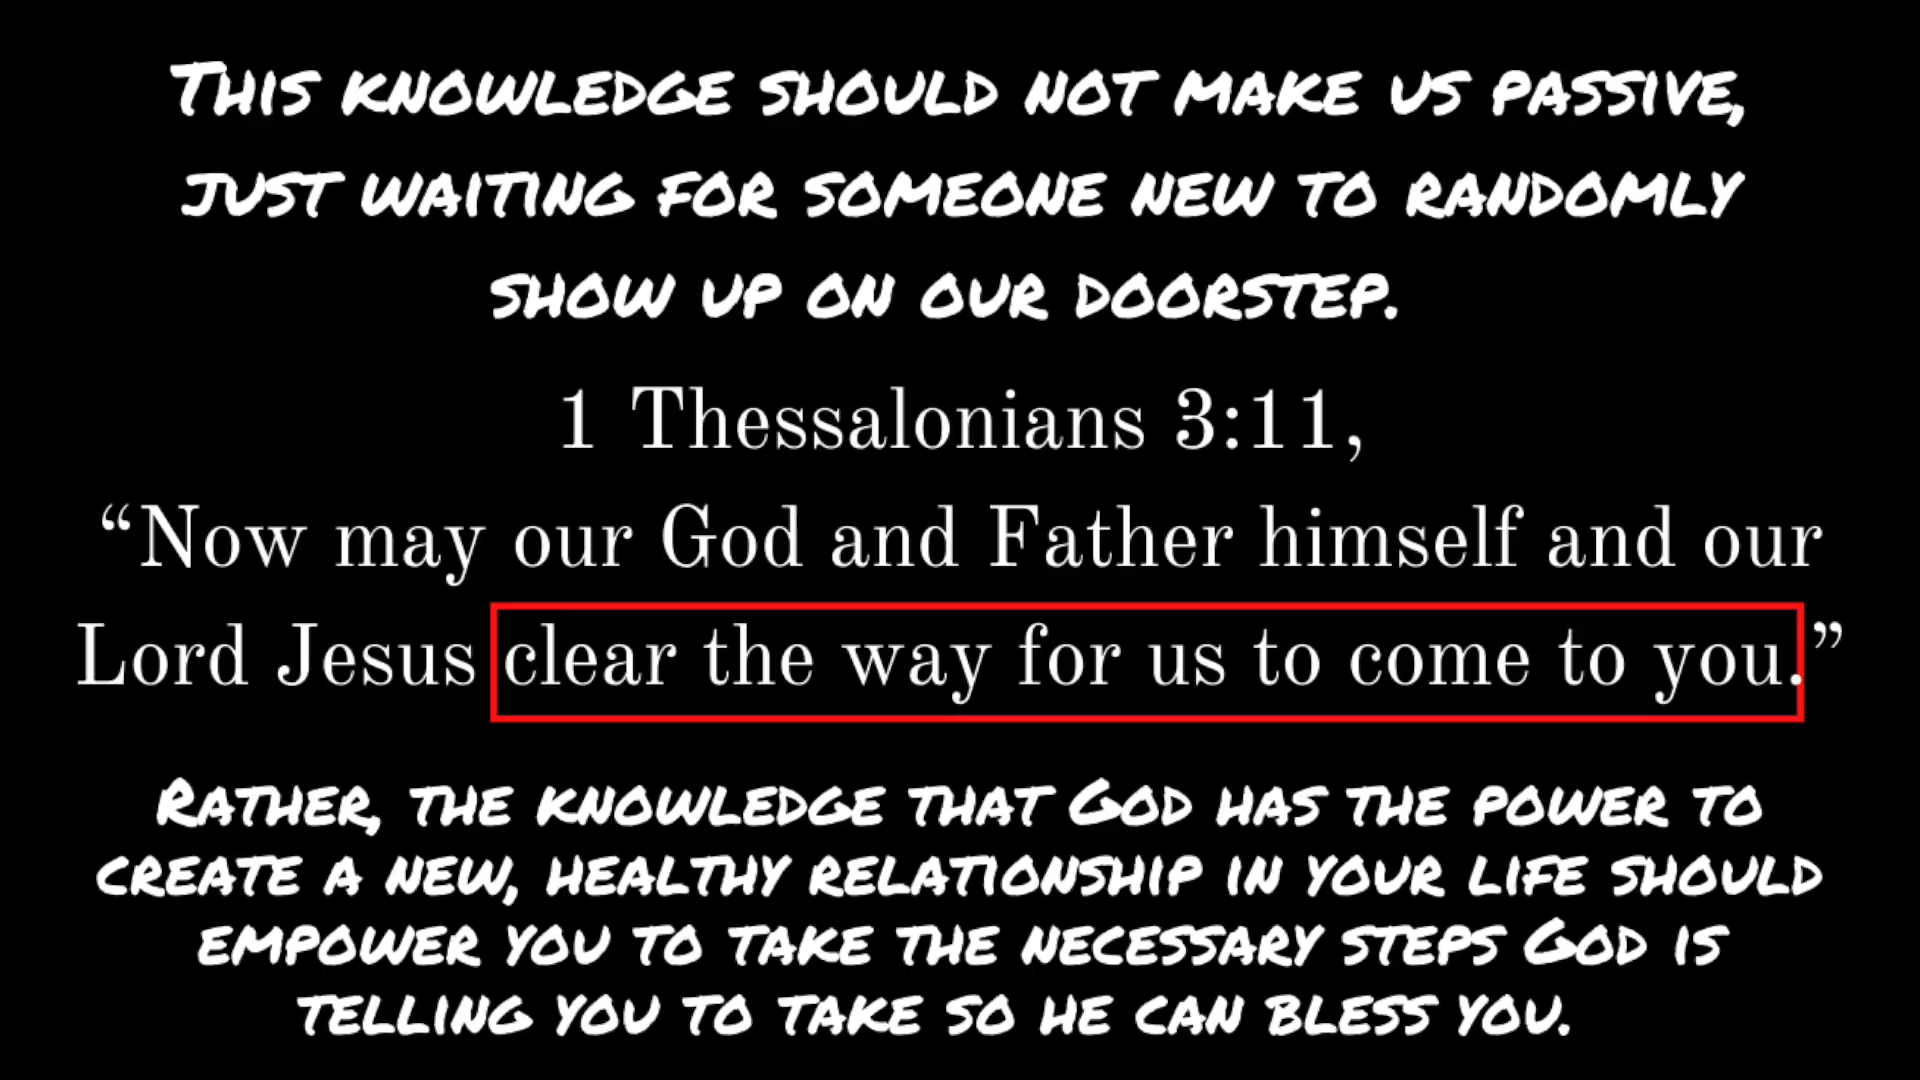 This knowledge should not make us passive,
just waiting for someone new to randomly
show up on our doorstep.
1 Thessalonians 3:11,
“Now may our God and Father himself and our
Lord Jesus clear the way for us to come to you.”
Rather, the knowledge that God has the power to
create a new, healthy relationship in your life should
empower you to take the necessary steps God is
telling you to take so he can bless you.